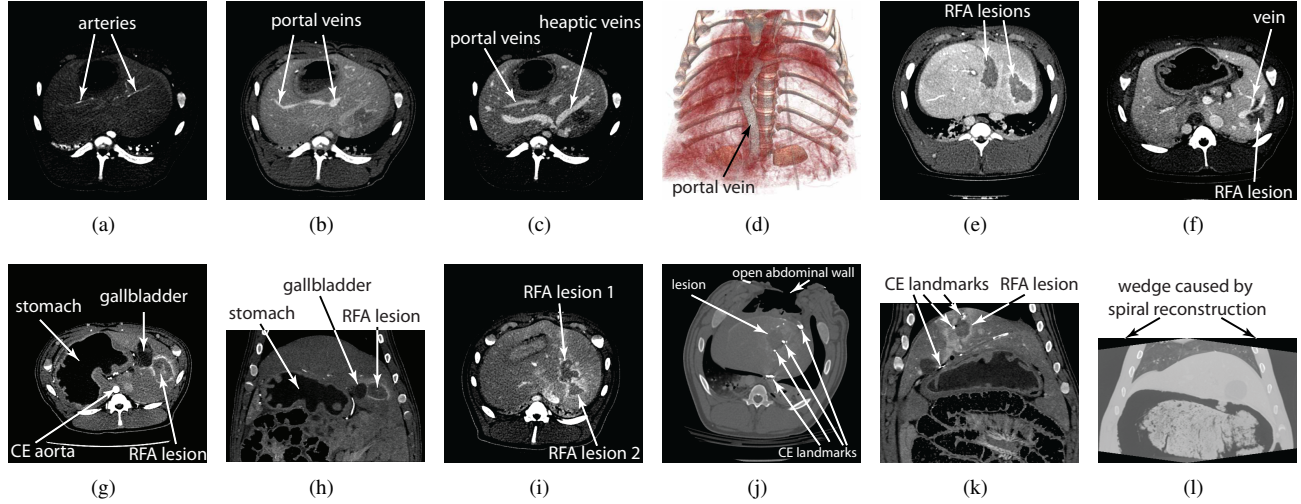 arteries
portal veins
heaptic veins
portal veins
portal vein
RFA lesions
vein
RFA lesion
(a)
(b)
(c)
(d)
(e)
(f)
stomach
gallbladder
CE aorta
RFA lesion
gallbladder
stomach
RFA lesion
RFA lesion 1
RFA lesion 2
open abdominal wall
lesion
CE landmarks
CE landmarks
RFA lesion
wedge caused by
spiral reconstruction
(g)
(h)
(i)
(j)
(k)
(l)